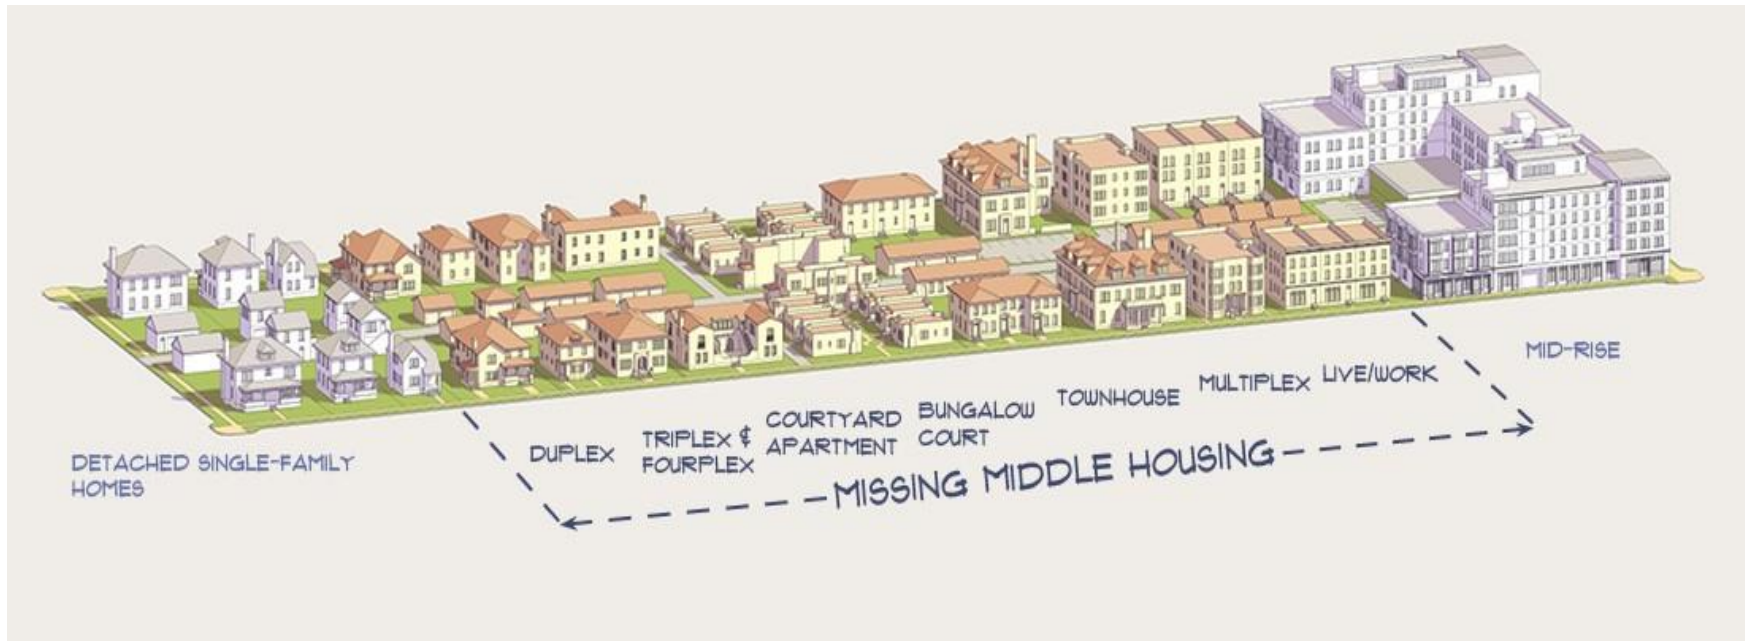 DETACHED SINGLE-FAMILY
HOMES
DUPLEX
TRIPLEX &
FOURPLEX
COURTYARD
APARTMENT
BUNGALOW
COURT
TOWNHOUSE
MULTIPLEX
LIVE/WORK
MID-RISE
MISSING MIDDLE HOUSING